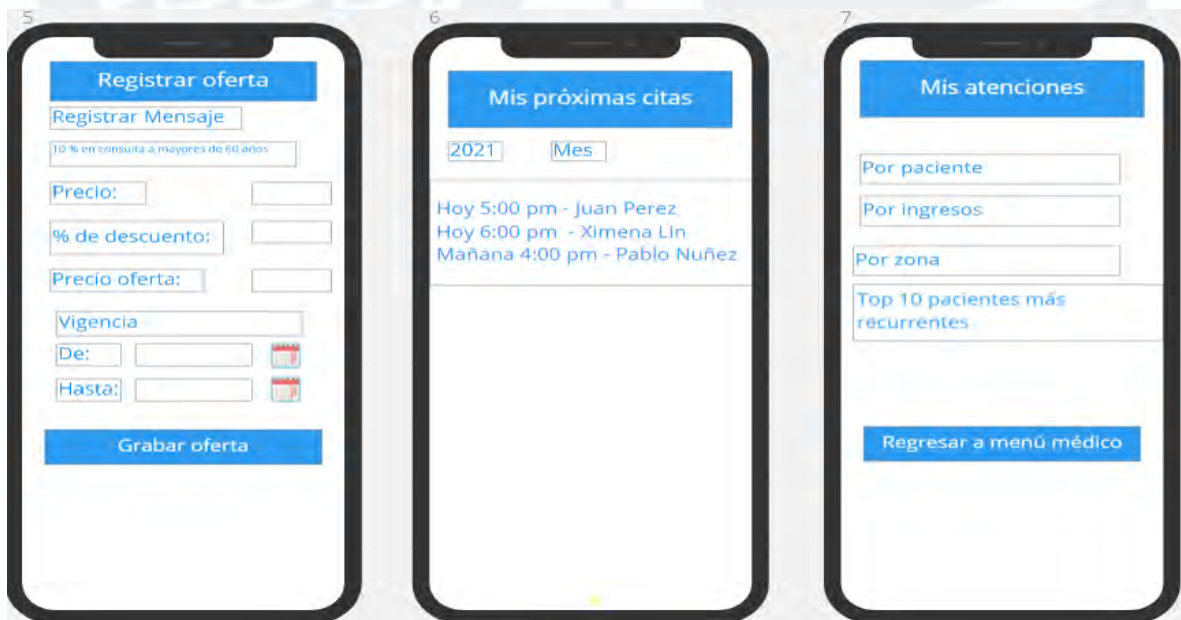 5
Registrar oferta
Registrar Mensaje
10 % en consulta a mayores de 60 años
Precio:
% de descuento:
Precio oferta:
Vigencia
De:
Hasta:
Grabar oferta
6
Mis próximas citas
2021 Mes
Hoy 5:00 pm - Juan Perez
Hoy 6:00 pm - Ximena Lin
Mañana 4:00 pm - Pablo Nuñez
7
Mis atenciones
Por paciente
Por ingresos
Por zona
Top 10 pacientes más
recurrentes
Regresar a menú médico